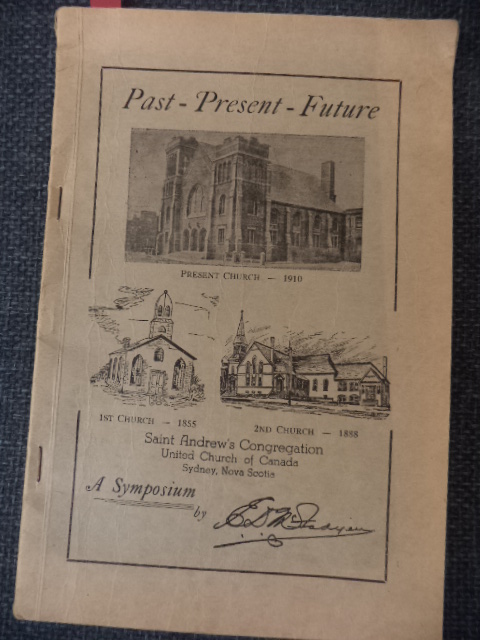 Past - Present - Future
PRESENT CHURCH — 1910
1ST CHURCH — 1855
2ND CHURCH — 1888
Saint Andrew's Congregation
United Church of Canada
Sydney, Nova Scotia
A Symposium
by